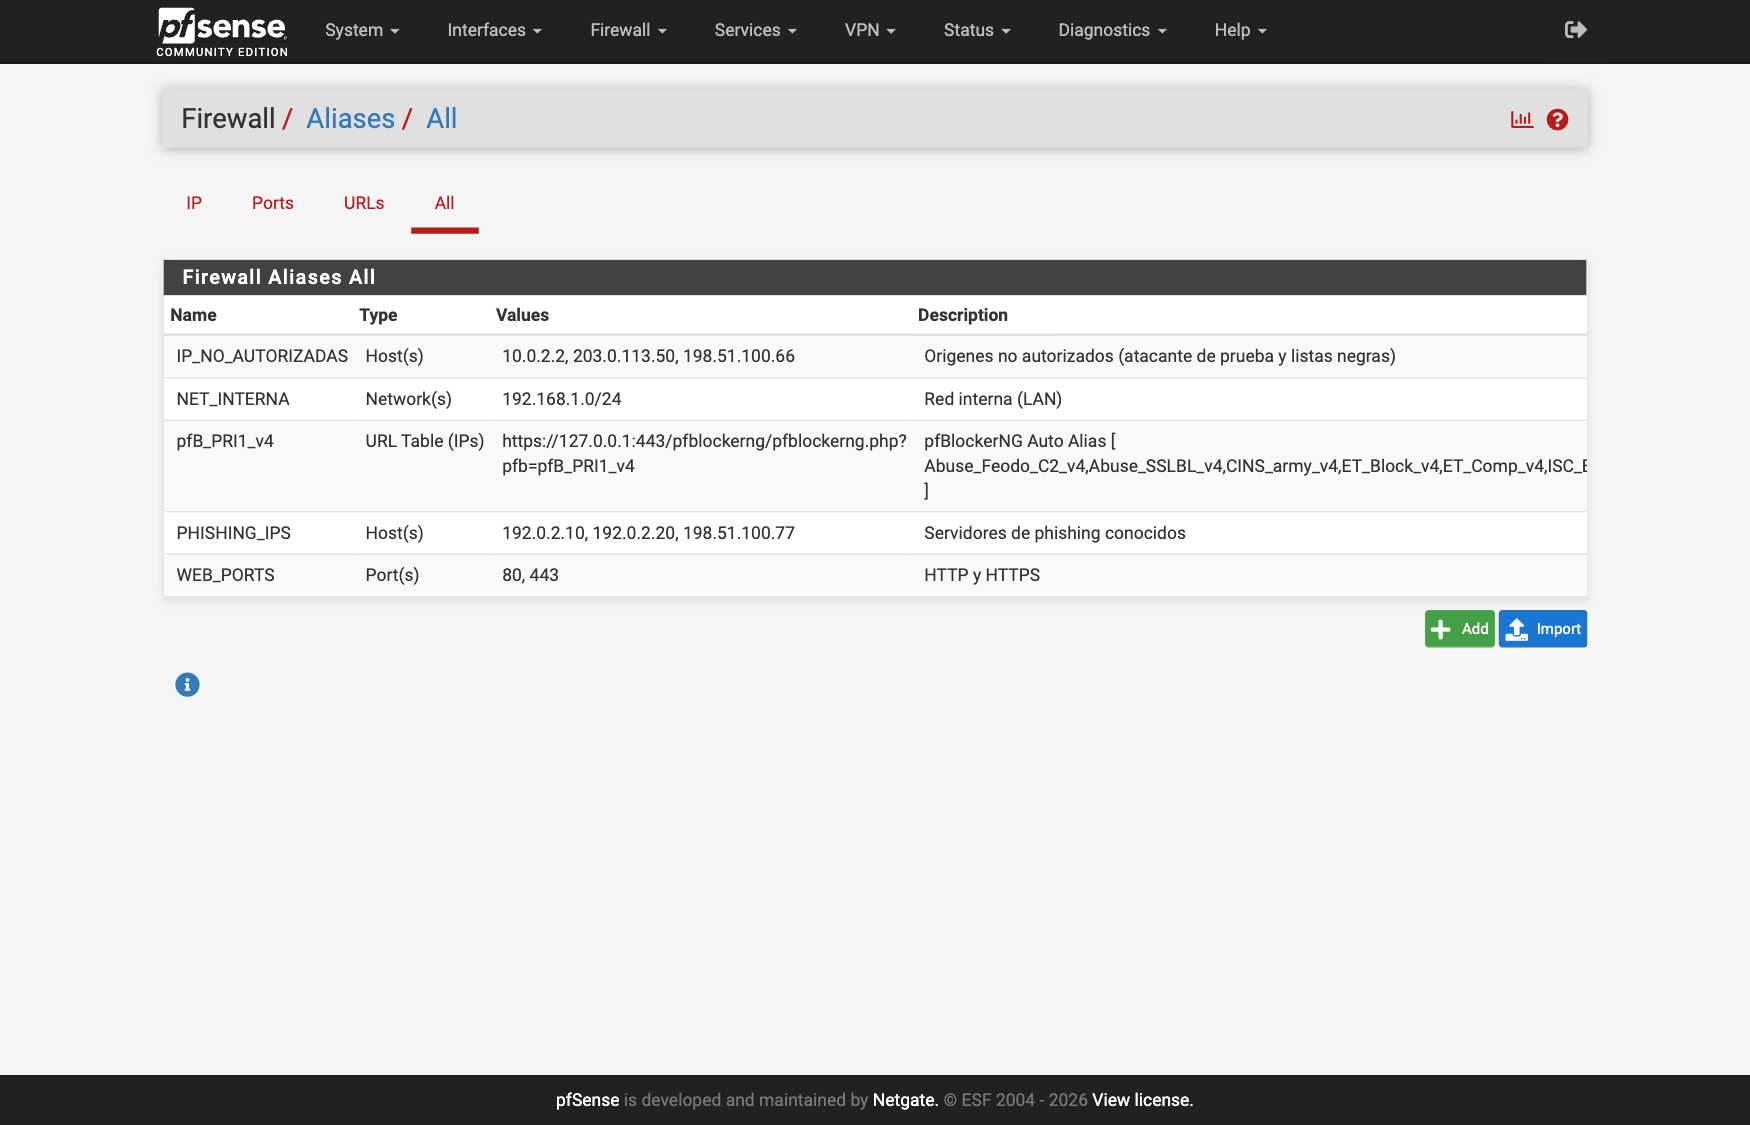 pfsense
COMMUNITY EDITION
System
Interfaces
Firewall
Services
VPN
Status
Diagnostics
Help
Firewall / Aliases / All
IP
Ports
URLs
All
Firewall Aliases All
Name Type Values Description
IP_NO_AUTORIZADAS Host(s) 10.0.2.2, 203.0.113.50, 198.51.100.66 Origenes no autorizados (atacante de prueba y listas negras)
NET_INTERNA Network(s) 192.168.1.0/24 Red interna (LAN)
pfB_PRI1_v4 URL Table (IPs) https://127.0.0.1:443/pfblockerng/pfblockerng.php? pfBlockerNG Auto Alias [
pfb=pfB_PRI1_v4 Abuse_Feodo_C2_v4,Abuse_SSLBL_v4,CINS_army_v4,ET_Block_v4,ET_Comp_v4,ISC_
]
PHISHING_IPS Host(s) 192.0.2.10, 192.0.2.20, 198.51.100.77 Servidores de phishing conocidos
WEB_PORTS Port(s) 80, 443 HTTP y HTTPS
Add
Import
pfSense is developed and maintained by Netgate. © ESF 2004 - 2026 View license.